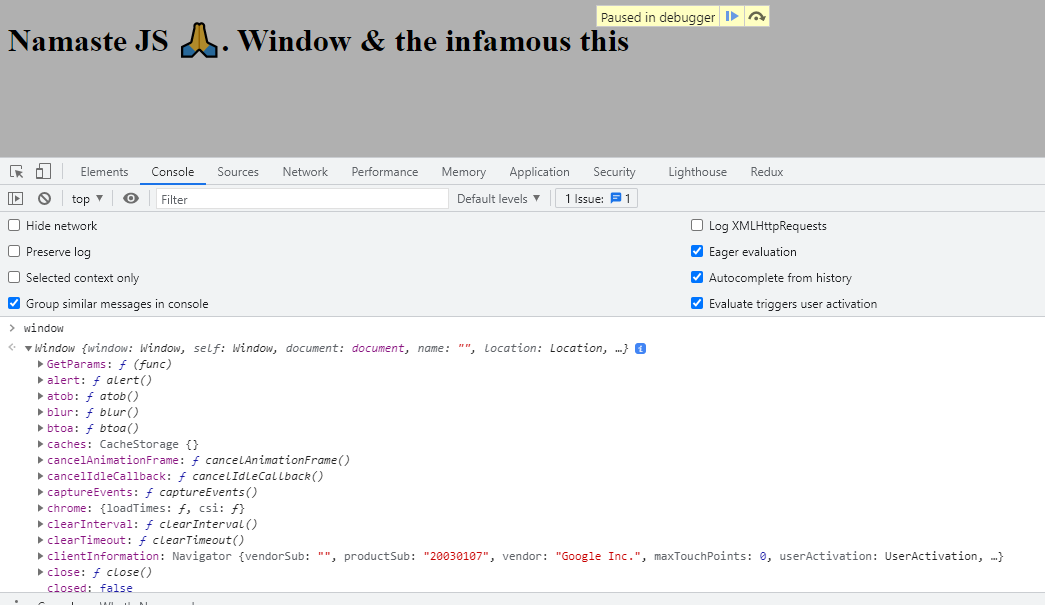 Paused in debugger
Namaste JS 🙏. Window & the infamous this
Elements Console Sources Network Performance Memory Application Security Lighthouse Redux
top ▼ Filter Default levels ▼ 1 Issue: 1
Hide network Log XMLHttpRequests
Preserve log Eager evaluation
Selected context only Autocomplete from history
Group similar messages in console Evaluate triggers user activation
> window
Window {window: Window, self: Window, document: document, name: "", location: Location, …} i
GetParams: ƒ (func)
alert: ƒ alert()
atob: ƒ atob()
blur: ƒ blur()
btoa: ƒ btoa()
caches: CacheStorage {}
cancelAnimationFrame: ƒ cancelAnimationFrame()
cancelIdleCallback: ƒ cancelIdleCallback()
captureEvents: ƒ captureEvents()
chrome: {loadTimes: ƒ, csi: ƒ}
clearInterval: ƒ clearInterval()
clearTimeout: ƒ clearTimeout()
clientInformation: Navigator {vendorSub: "", productSub: "20030107", vendor: "Google Inc.", maxTouchPoints: 0, userActivation: UserActivation, …}
close: ƒ close()
closed: false